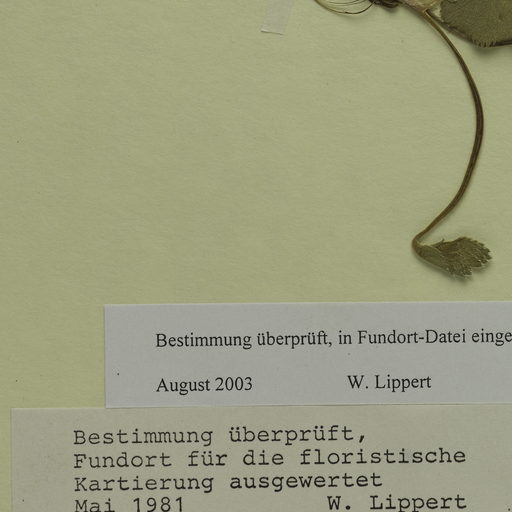 Bestimmung überprüft, in Fundort-Datei einge
August 2003 W. Lippert
Bestimmung überprüft,
Fundort für die floristische
Kartierung ausgewertet
Mai 1981 W. Lippert